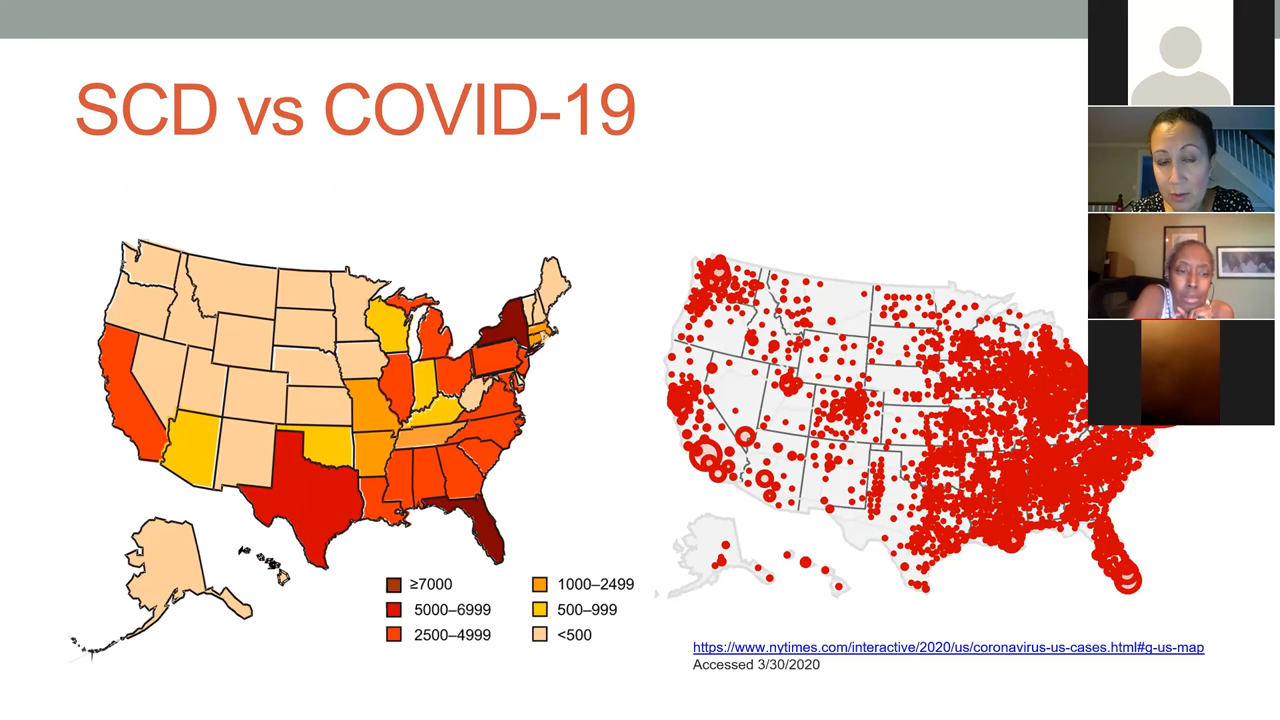 SCD vs COVID-19
≥7000
5000–6999
2500–4999
1000–2499
500–999
<500
https://www.nytimes.com/interactive/2020/us/coronavirus-us-cases.html#g-us-map
Accessed 3/30/2020